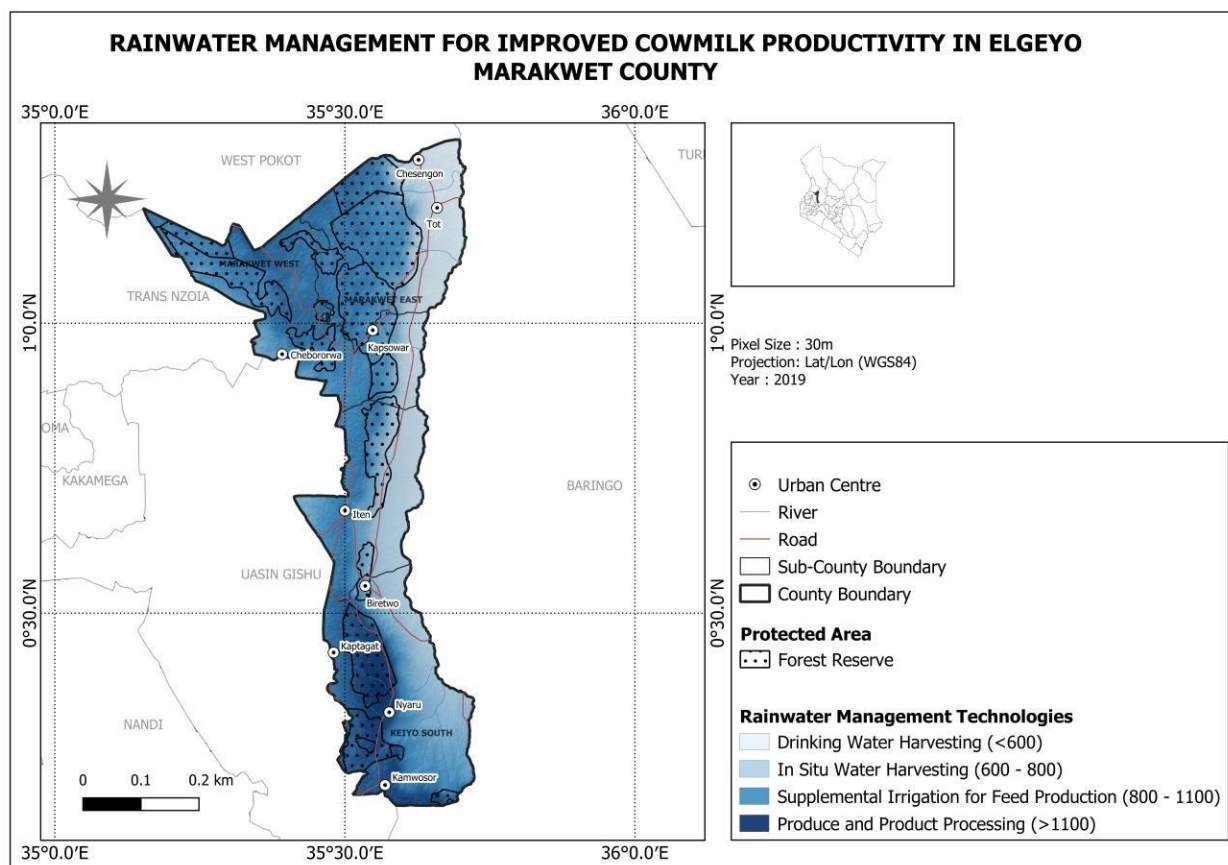 RAINWATER MANAGEMENT FOR IMPROVED COWMILK PRODUCTIVITY IN ELGEYO
MARAKWET COUNTY
35°0.0'E
35°30.0'E
36°0.0'E
WEST POKOT
TUR
Chesengon
Tot
MARAKWET WEST
TRANS NZOIA
MARAKWET EAST
1°0.0'N
1°0.0'N
Kapsowar
Chebororwa
Pixel Size : 30m
Projection: Lat/Lon (WGS84)
Year : 2019
OMA
KAKAMEGA
BARINGO
Iten
UASIN GISHU
Biretwo
0°30.0'N
0°30.0'N
Kaptagat
Nyaru
NANDI
KEIYO SOUTH
Kamwosor
0
0.1
0.2 km
35°0.0'E
35°30.0'E
36°0.0'E
Urban Centre
River
Road
Sub-County Boundary
County Boundary
Protected Area
Forest Reserve
Rainwater Management Technologies
Drinking Water Harvesting (<600)
In Situ Water Harvesting (600 - 800)
Supplemental Irrigation for Feed Production (800 - 1100)
Produce and Product Processing (>1100)